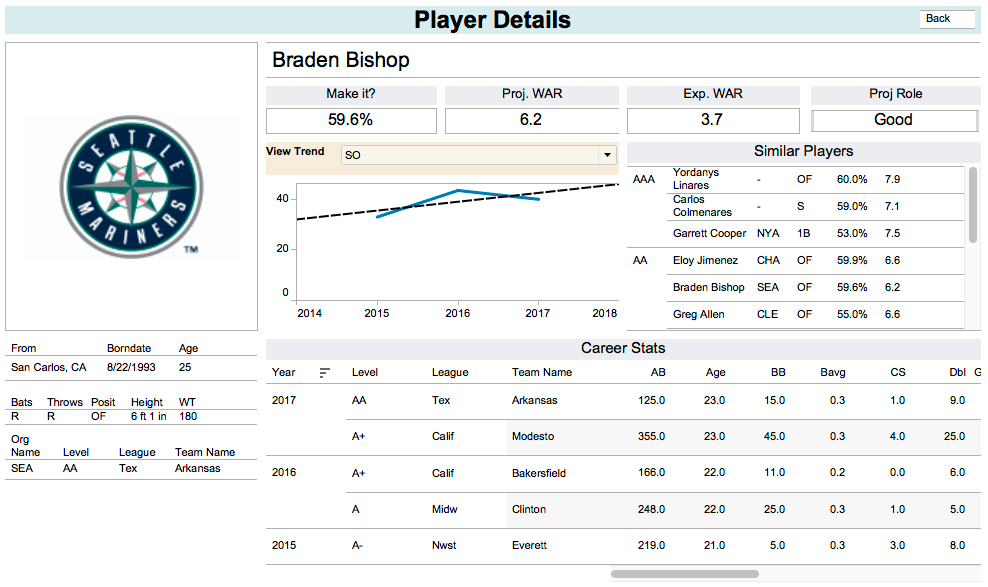 Player Details
Back
SEATTLE
MARINERS
TM
Braden Bishop
Make it? Proj. WAR Exp. WAR Proj Role
59.6% 6.2 3.7 Good
View Trend SO
40
20
0
2014 2015 2016 2017 2018
Similar Players
AAA Yordanys Linares - OF 60.0% 7.9
Carlos Colmenares - S 59.0% 7.1
Garrett Cooper NYA 1B 53.0% 7.5
AA Eloy Jimenez CHA OF 59.9% 6.6
Braden Bishop SEA OF 59.6% 6.2
Greg Allen CLE OF 55.0% 6.6
From Borndate Age
San Carlos, CA 8/22/1993 25
Bats Throws Posit Height WT
R R OF 6 ft 1 in 180
Org Name Level League Team Name
SEA AA Tex Arkansas
Career Stats
Year Level League Team Name AB Age BB Bavg CS Dbl G
2017 AA Tex Arkansas 125.0 23.0 15.0 0.3 1.0 9.0
A+ Calif Modesto 355.0 23.0 45.0 0.3 4.0 25.0
2016 A+ Calif Bakersfield 166.0 22.0 11.0 0.2 0.0 6.0
A Midw Clinton 248.0 22.0 25.0 0.3 1.0 5.0
2015 A- Nwst Everett 219.0 21.0 5.0 0.3 3.0 8.0